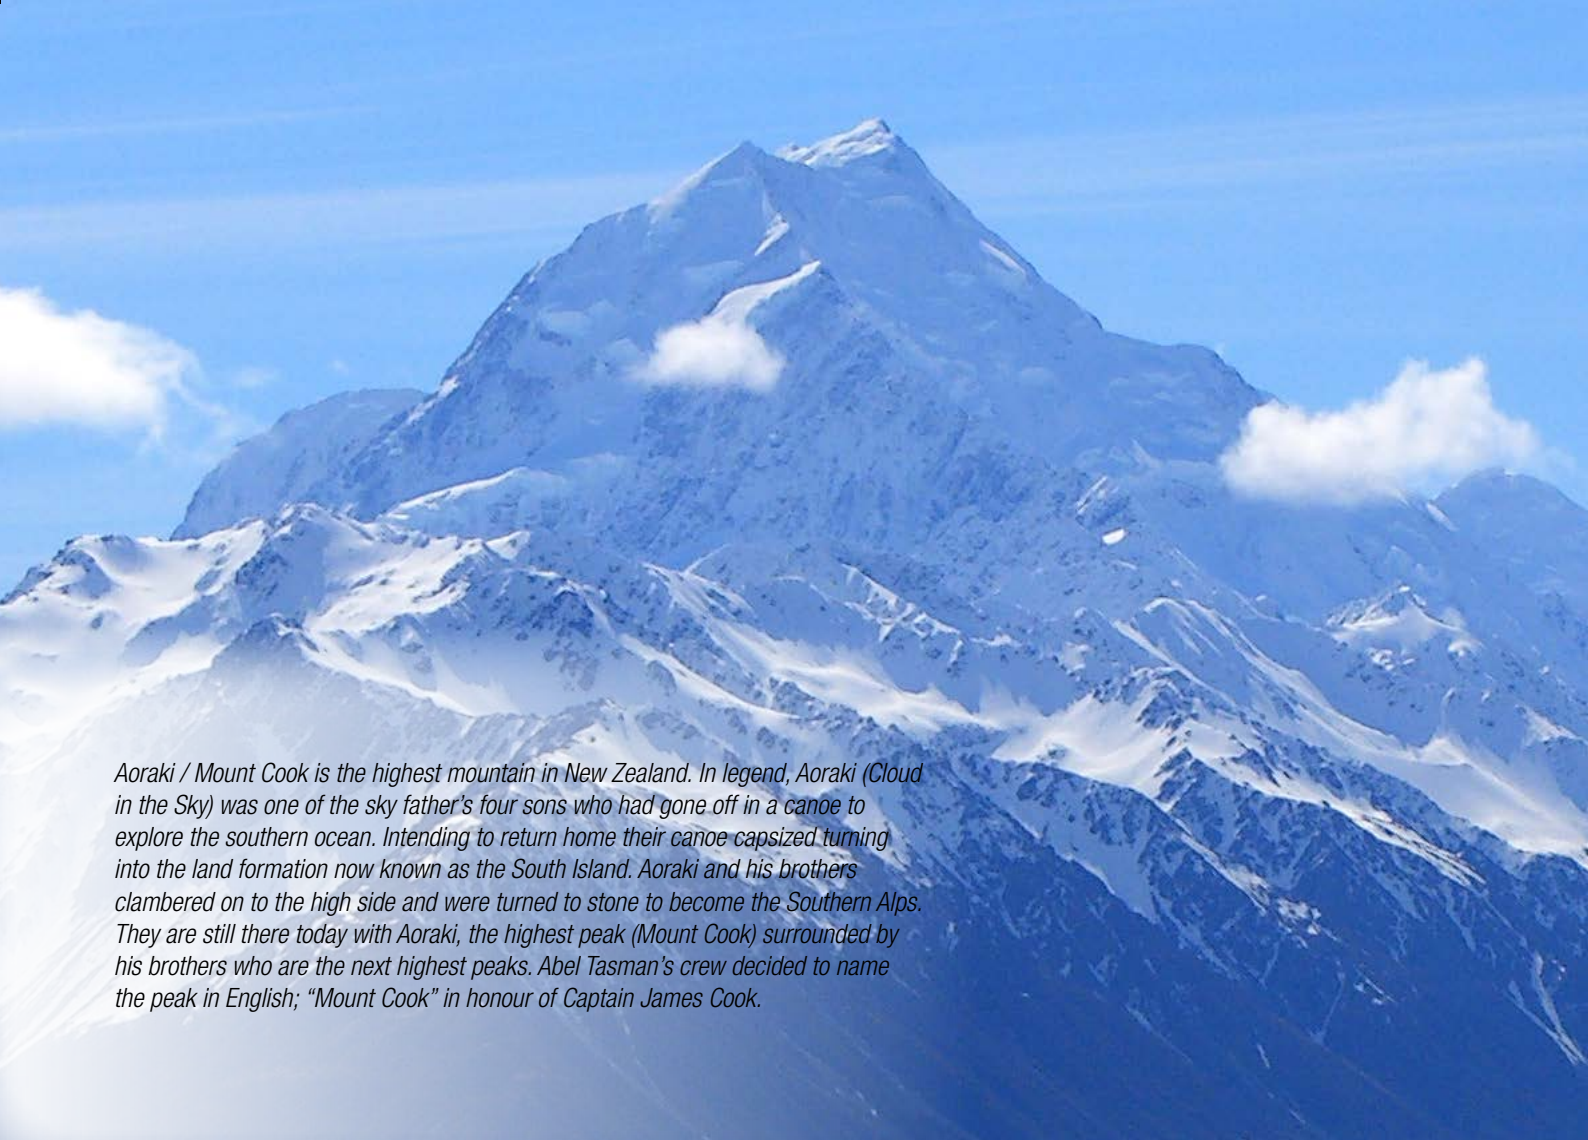 Aoraki / Mount Cook is the highest mountain in New Zealand. In legend, Aoraki (Cloud
in the Sky) was one of the sky father's four sons who had gone off in a canoe to
explore the southern ocean. Intending to return home their canoe capsized turning
into the land formation now known as the South Island. Aoraki and his brothers
clambered on to the high side and were turned to stone to become the Southern Alps.
They are still there today with Aoraki, the highest peak (Mount Cook) surrounded by
his brothers who are the next highest peaks. Abel Tasman's crew decided to name
the peak in English; “Mount Cook” in honour of Captain James Cook.